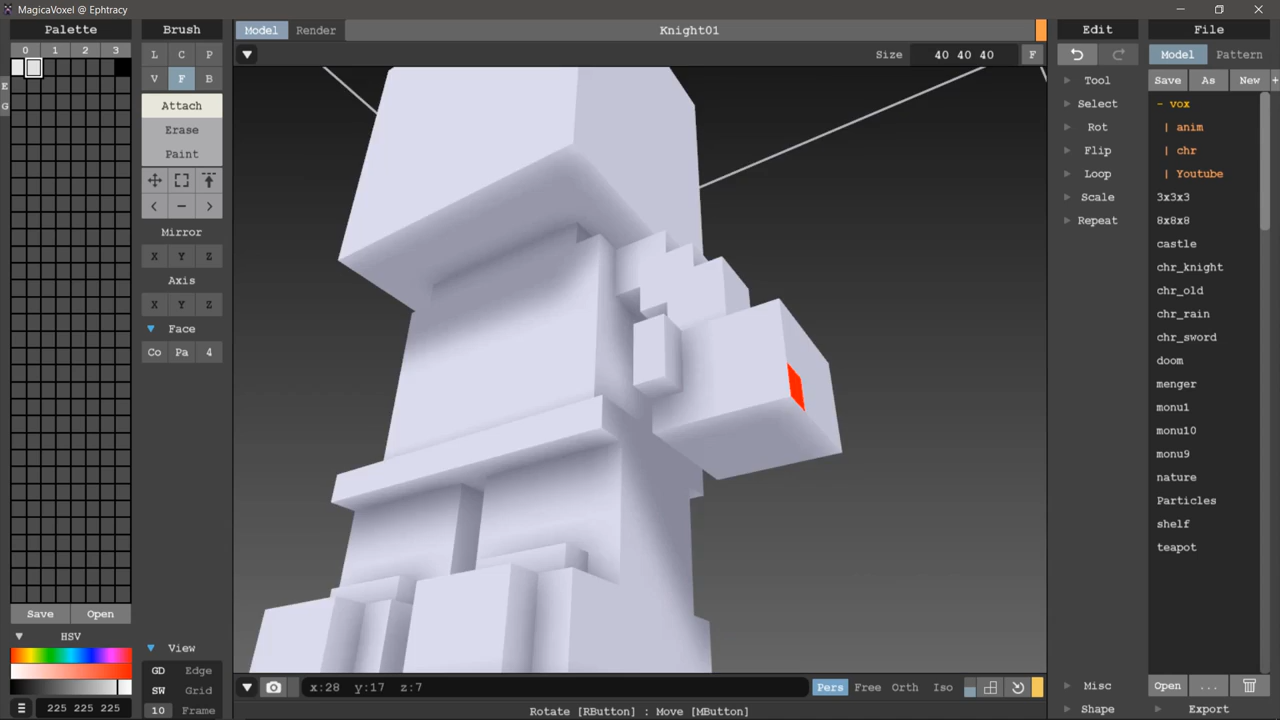 MagicaVoxel @ Ephtracy
Palette
0 1 2 3
E
G
Save Open
HSV
225 225 225
Brush
L C P
V F B
Attach
Erase
Paint
Mirror
X Y Z
Axis
X Y Z
Face
Co Pa 4
View
GD Edge
SW Grid
10 Frame
Model Render Knight01
Size 40 40 40 F
x:28 y:17 z:7
Pers Free Orth Iso
Rotate [RButton] : Move [MButton]
Edit
Tool
Select
Rot
Flip
Loop
Scale
Repeat
Misc
Shape
File
Model Pattern
Save As New +
- vox
| anim
| chr
| Youtube
3x3x3
8x8x8
castle
chr_knight
chr_old
chr_rain
chr_sword
doom
menger
monu1
monu10
monu9
nature
Particles
shelf
teapot
Open ...
Export